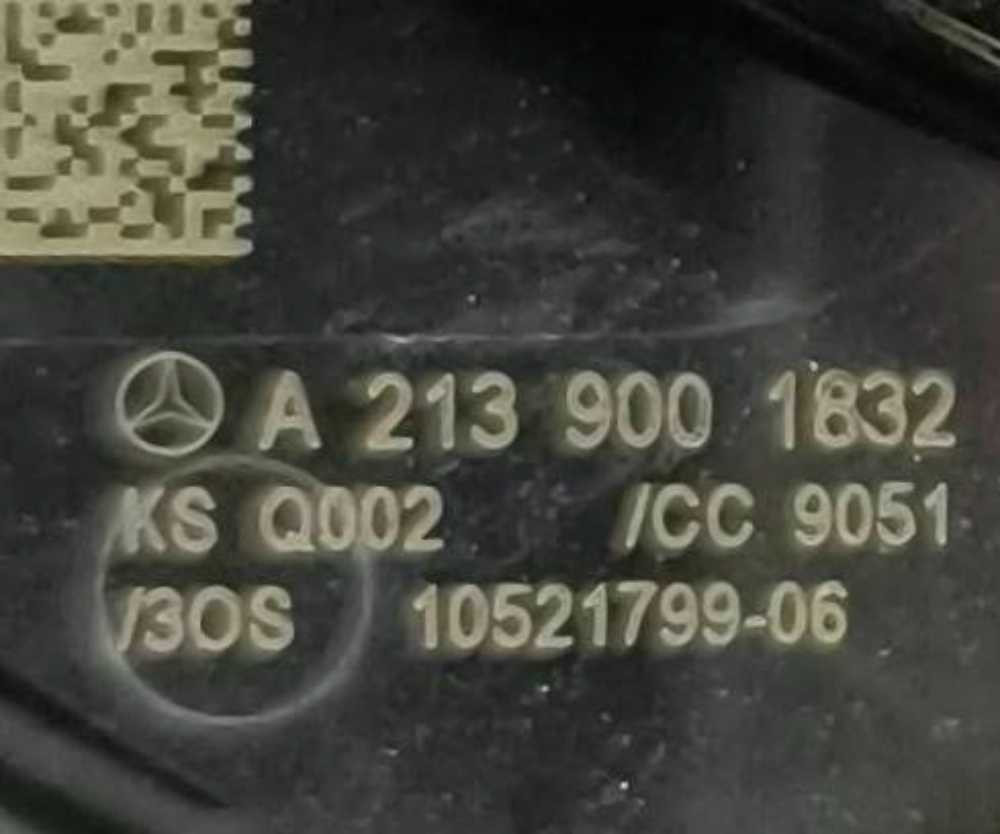 A 213 900 1832
KS Q002 /CC 9051
/3OS 10521799-06